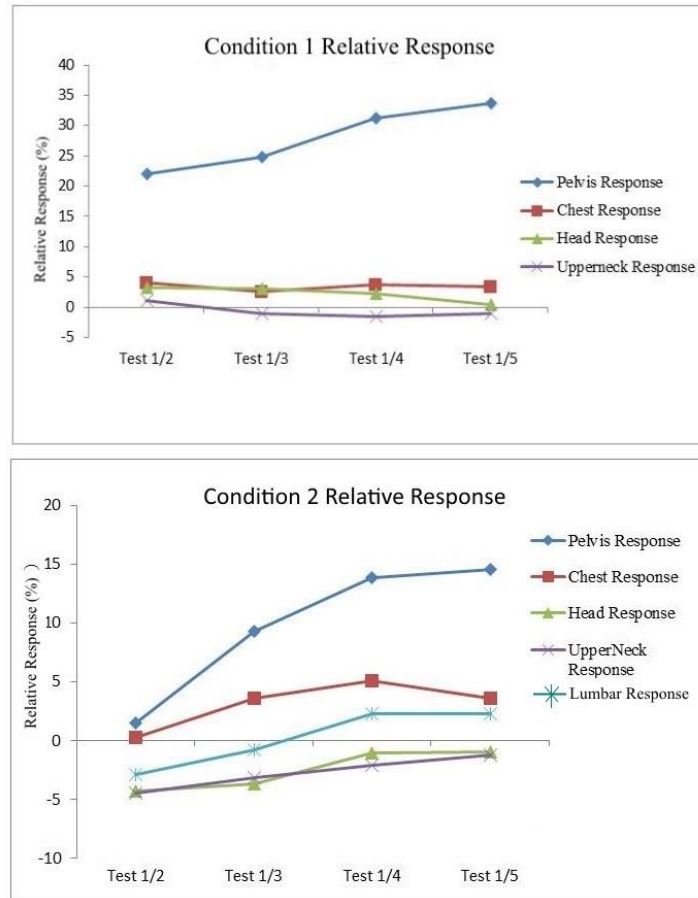 Condition 1 Relative Response
Relative Response (%)
40
35
30
25
20
15
10
5
0
-5
Test 1/2 Test 1/3 Test 1/4 Test 1/5
Pelvis Response
Chest Response
Head Response
Upperneck Response
Condition 2 Relative Response
Relative Response (%) )
20
15
10
5
0
-5
-10
Test 1/2 Test 1/3 Test 1/4 Test 1/5
Pelvis Response
Chest Response
Head Response
UpperNeck
Response
Lumbar Response